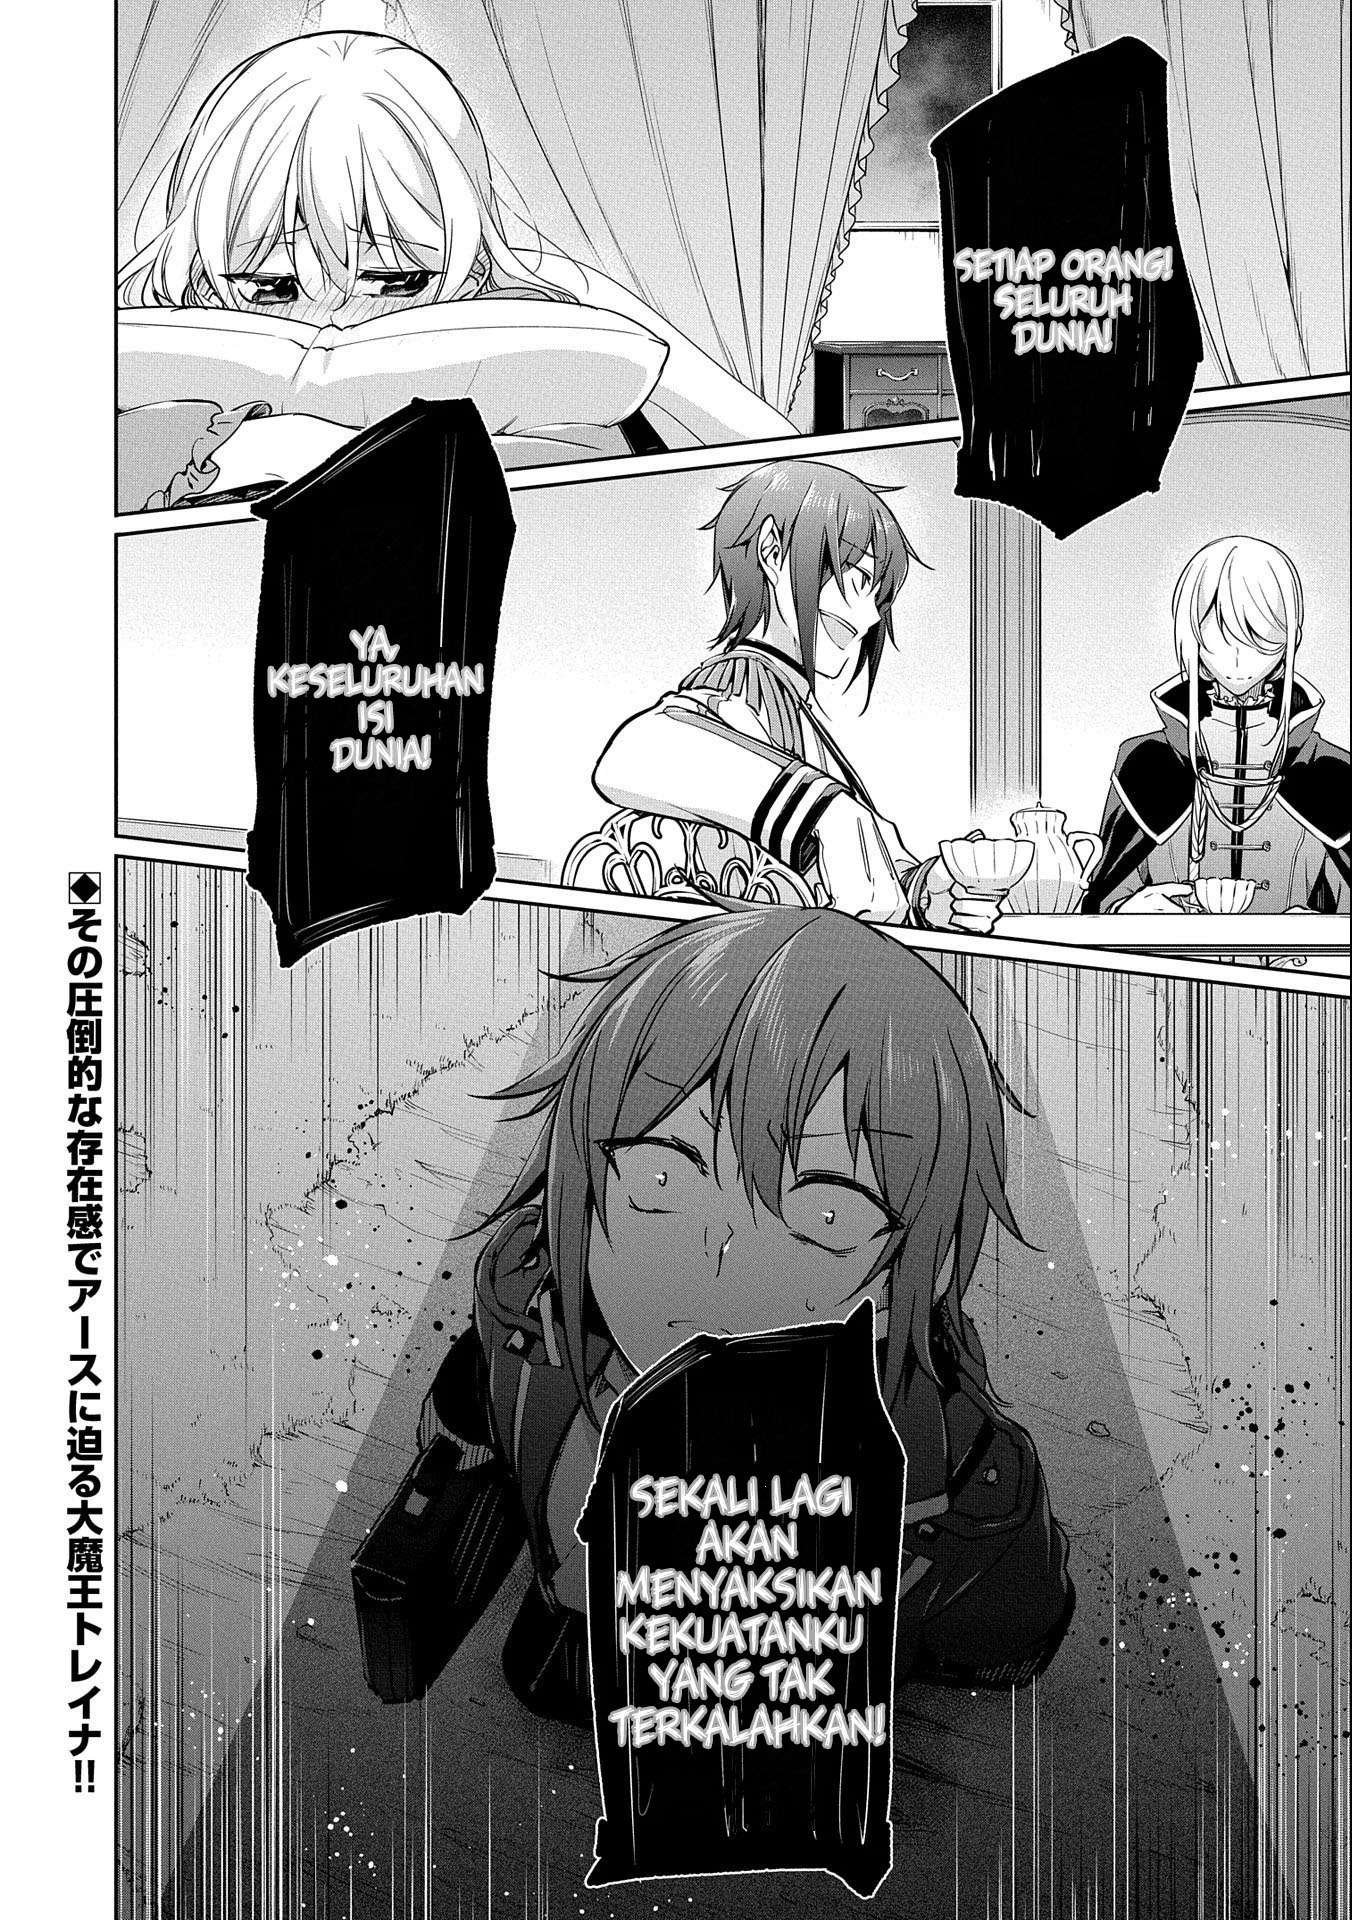 SETIAP ORANG!
SELURUH
DUNIA!
YA,
KESELURUHAN
ISI
DUNIA!
SEKALI LAGI
AKAN
MENYAKSIKAN
KEKUATANKU
YANG TAK
TERKALAHKAN!
◆その圧倒的な存在感でアースに迫る大魔王トレイナ!!